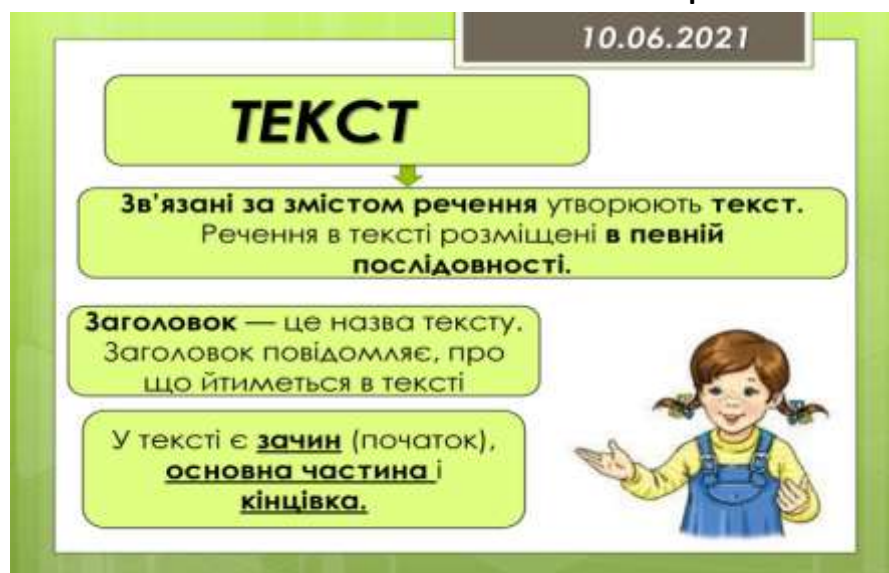 10.06.2021
ТЕКСТ
Зв’язані за змістом речення утворюють текст.
Речення в тексті розміщені в певній
послідовності.
Заголовок — це назва тексту.
Заголовок повідомляє, про
що йтиметься в тексті
У тексті є зачин (початок),
основна частина і
кінцівка.